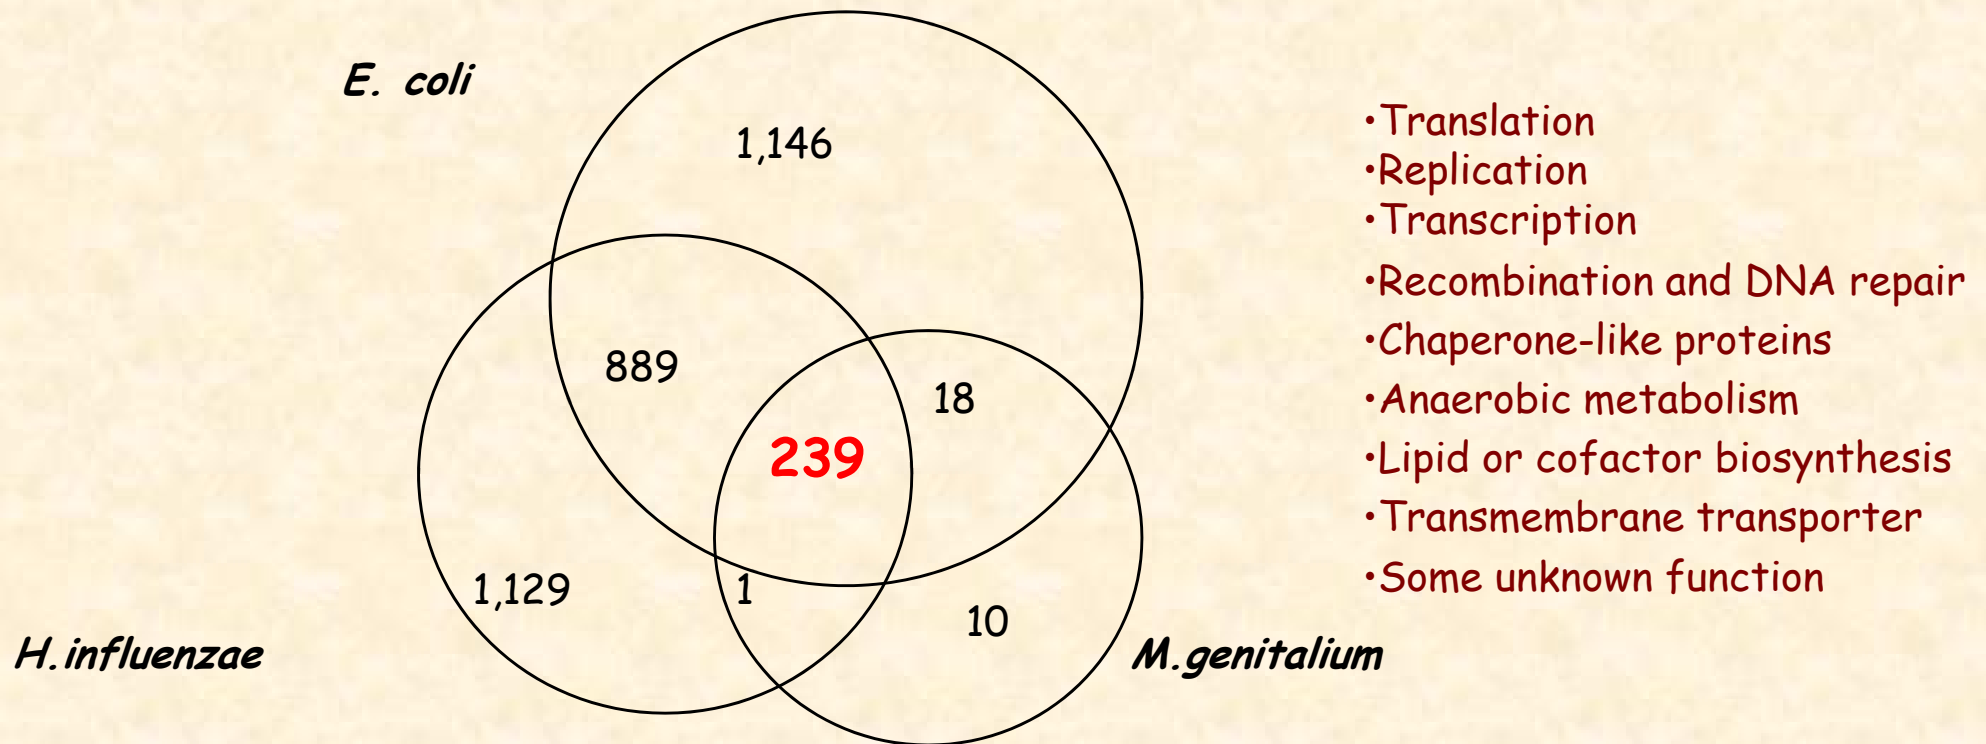 E. coli
1,146
889
18
239
1,129
1
10
H.influenzae
M.genitalium
•Translation
•Replication
•Transcription
•Recombination and DNA repair
•Chaperone-like proteins
•Anaerobic metabolism
•Lipid or cofactor biosynthesis
•Transmembrane transporter
•Some unknown function